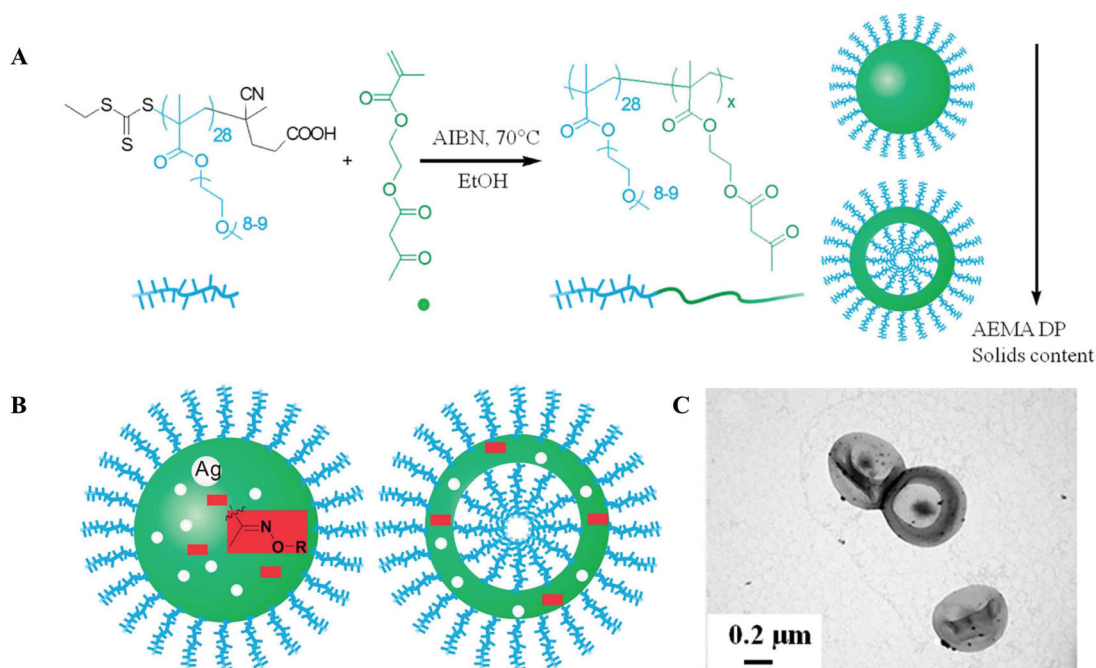 A
S
S
S
28
CN
COOH
O
O
O
8-9
+
O
O
O
O
O
AIBN, 70°C
EtOH
28
x
O
O
O
8-9
O
O
O
O
O
AEMA DP
Solids content
B
Ag
N
O-R
C
0.2 μm